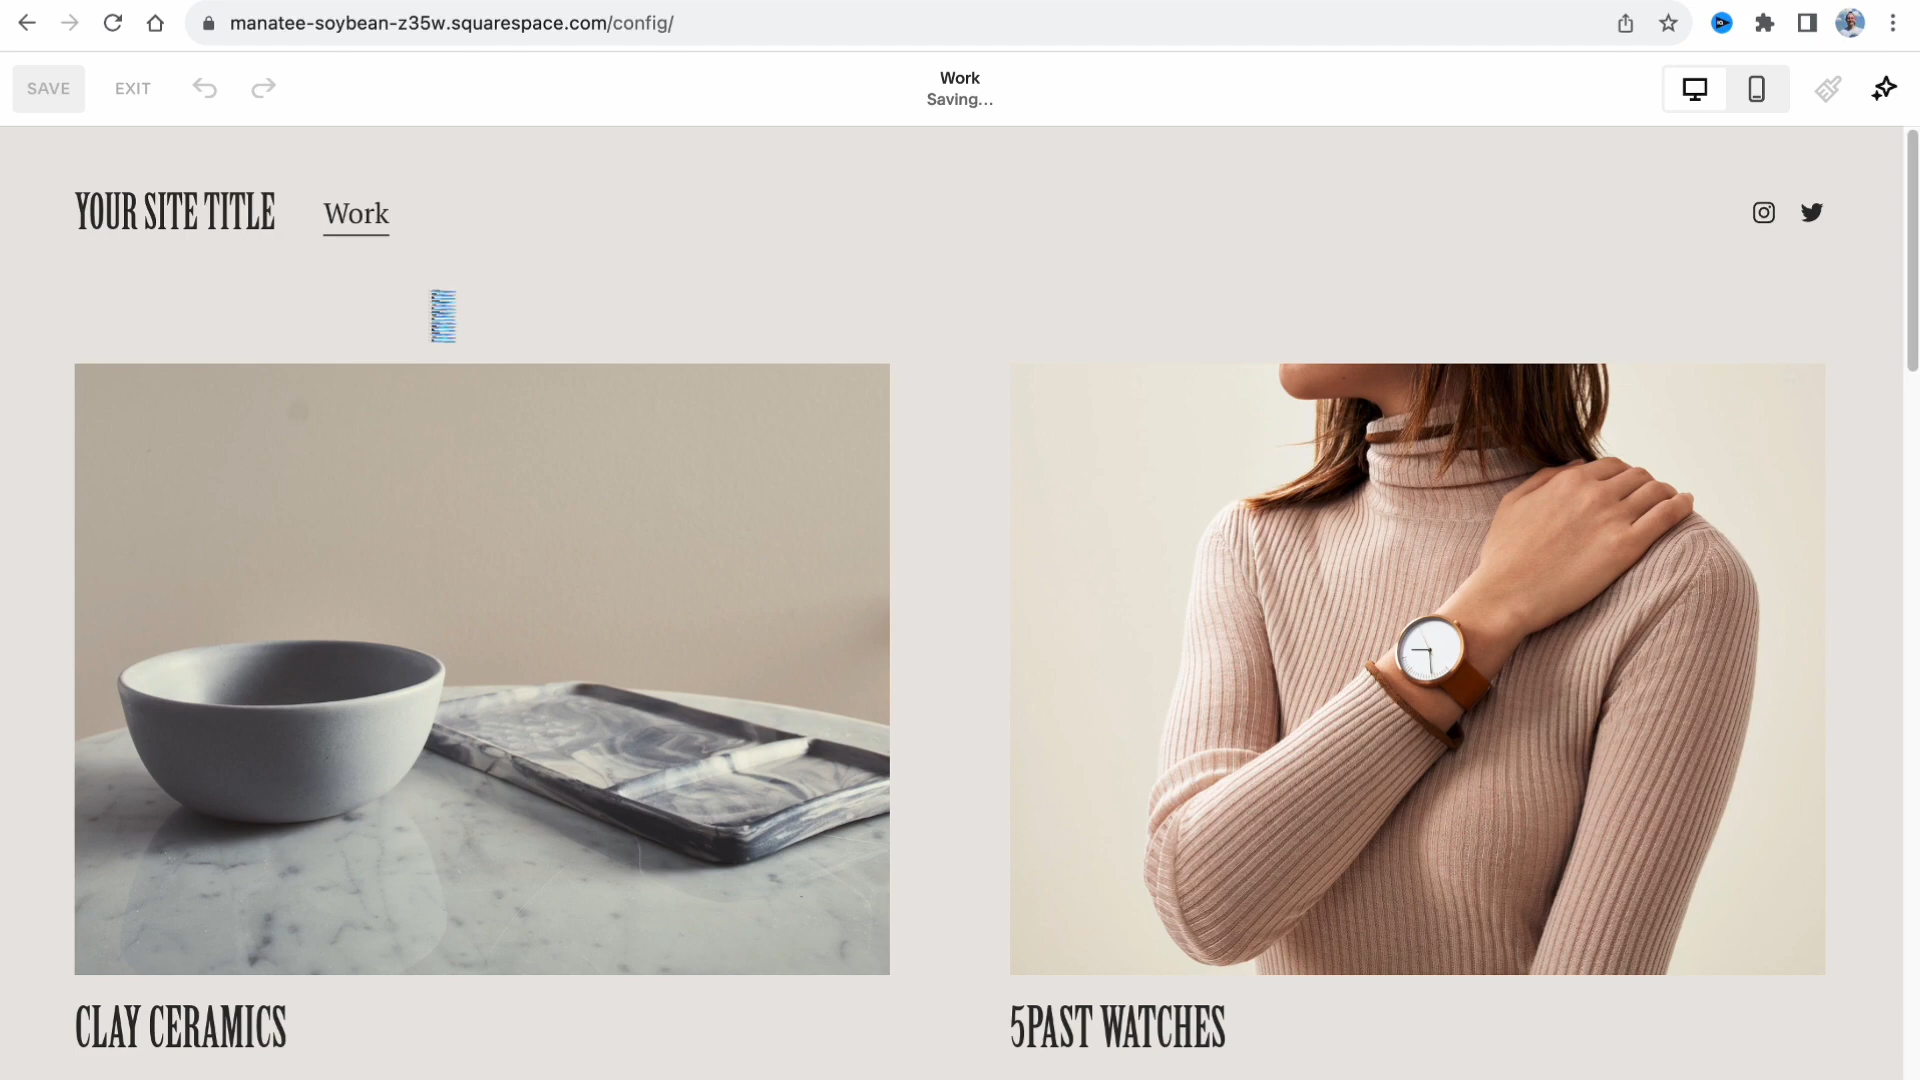 manatee-soybean-z35w.squarespace.com/config/
SAVE
EXIT
Work
Saving...
YOUR SITE TITLE
Work
CLAY CERAMICS
5PAST WATCHES